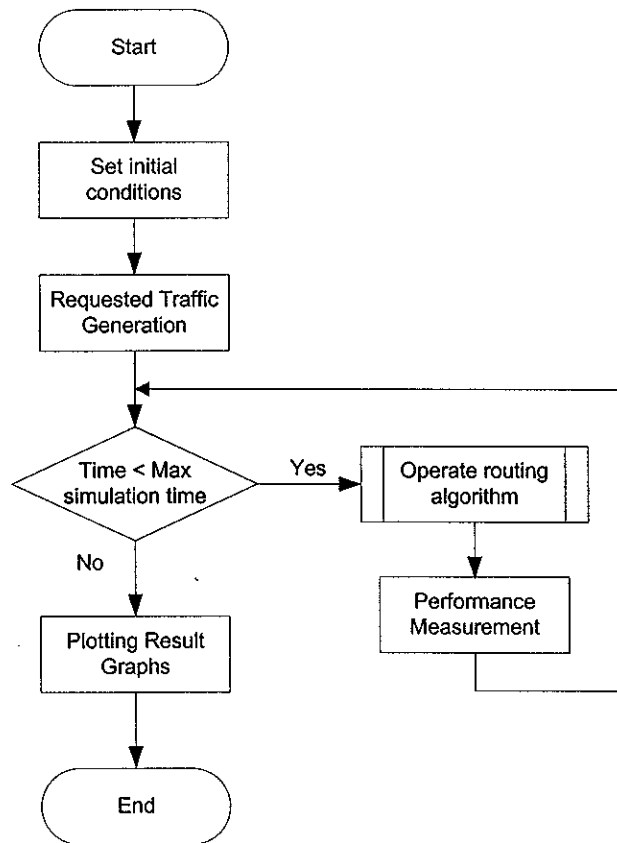 Start
Set initial
conditions
Requested Traffic
Generation
Time < Max
simulation time
Yes
Operate routing
algorithm
No
Performance
Measurement
Plotting Result
Graphs
End